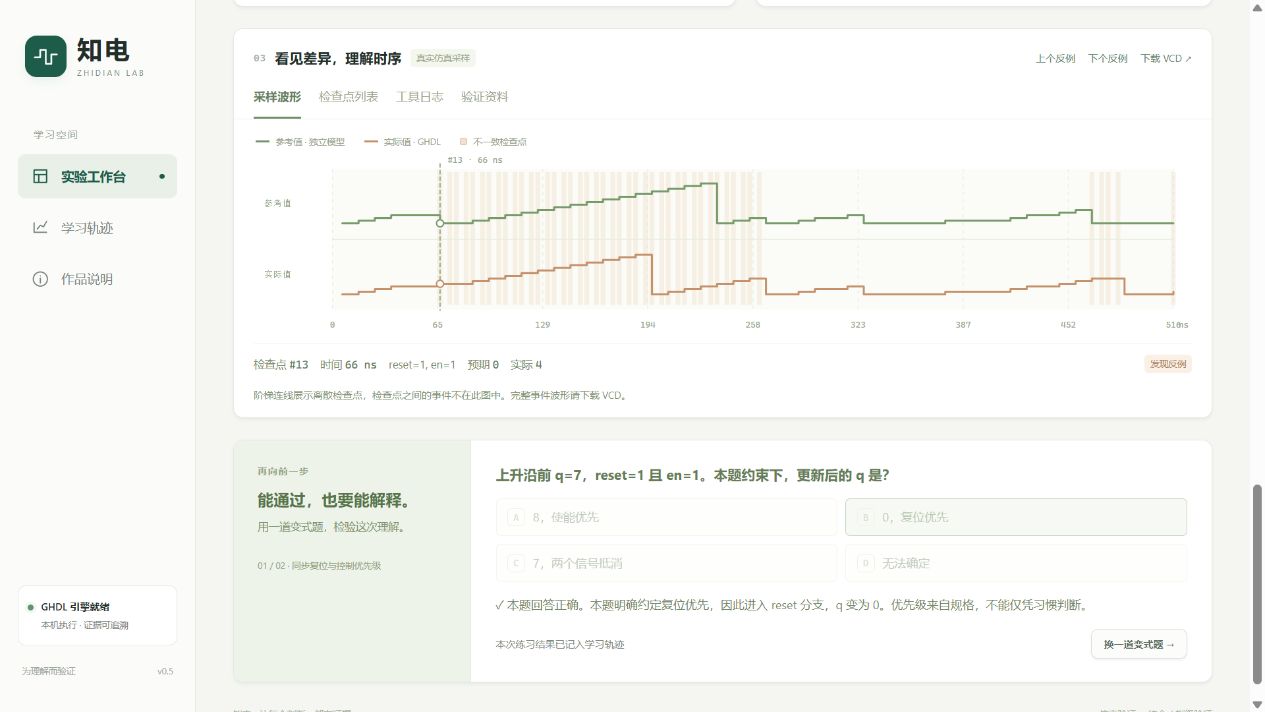 知电
ZHIDIAN LAB
学习空间
实验工作台
学习轨迹
作品说明
GHDL 引擎就绪
本机执行 · 证据可追溯
为理解而验证
v0.5
03 看见差异，理解时序 真实仿真采样
上个反例 下个反例 下载 VCD ↗
采样波形 检查点列表 工具日志 验证资料
参考值 · 独立模型 实际值 · GHDL 不一致检查点
#13 · 66 ns
参考值
实际值
0 65 129 194 258 323 387 452 516ns
检查点 #13 时间 66 ns reset=1, en=1 预期 0 实际 4
发现反例
阶梯连线展示离散检查点，检查点之间的事件不在此图中。完整事件波形请下载 VCD。
再向前一步
能通过，也要能解释。
用一道变式题，检验这次理解。
01 / 02 · 同步复位与控制优先级
上升沿前 q=7，reset=1 且 en=1。本题约束下，更新后的 q 是？
A 8，使能优先
B 0，复位优先
C 7，两个信号抵消
D 无法确定
✓ 本题回答正确。本题明确约定复位优先，因此进入 reset 分支，q 变为 0。优先级来自规格，不能仅凭习惯判断。
本次练习结果已记入学习轨迹
换一道变式题 →